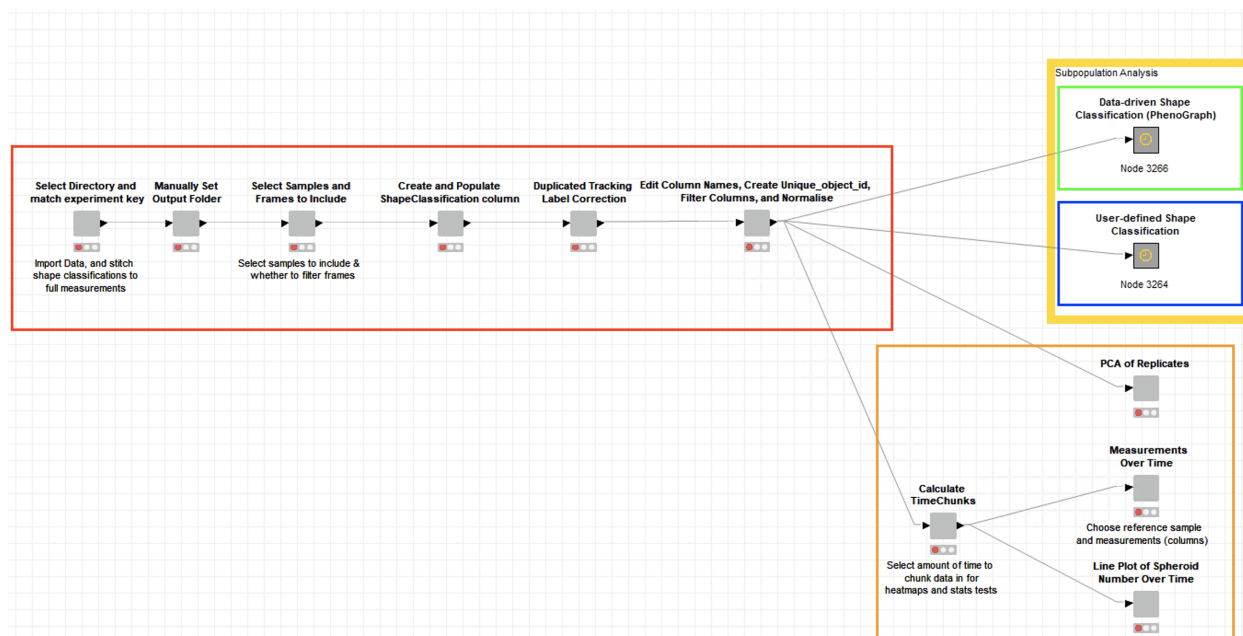 Subpopulation Analysis
Data-driven Shape
Classification (PhenoGraph)
Node 3266
User-defined Shape
Classification
Node 3264
Select Directory and
match experiment key
Import Data, and stitch
shape classifications to
full measurements
Manually Set
Output Folder
Select Samples and
Frames to Include
Select samples to include &
whether to filter frames
Create and Populate
ShapeClassification column
Duplicated Tracking
Label Correction
Edit Column Names, Create Unique_object_id,
Filter Columns, and Normalise
PCA of Replicates
Measurements
Over Time
Choose reference sample
and measurements (columns)
Calculate
TimeChunks
Select amount of time to
chunk data in for
heatmaps and stats tests
Line Plot of Spheroid
Number Over Time